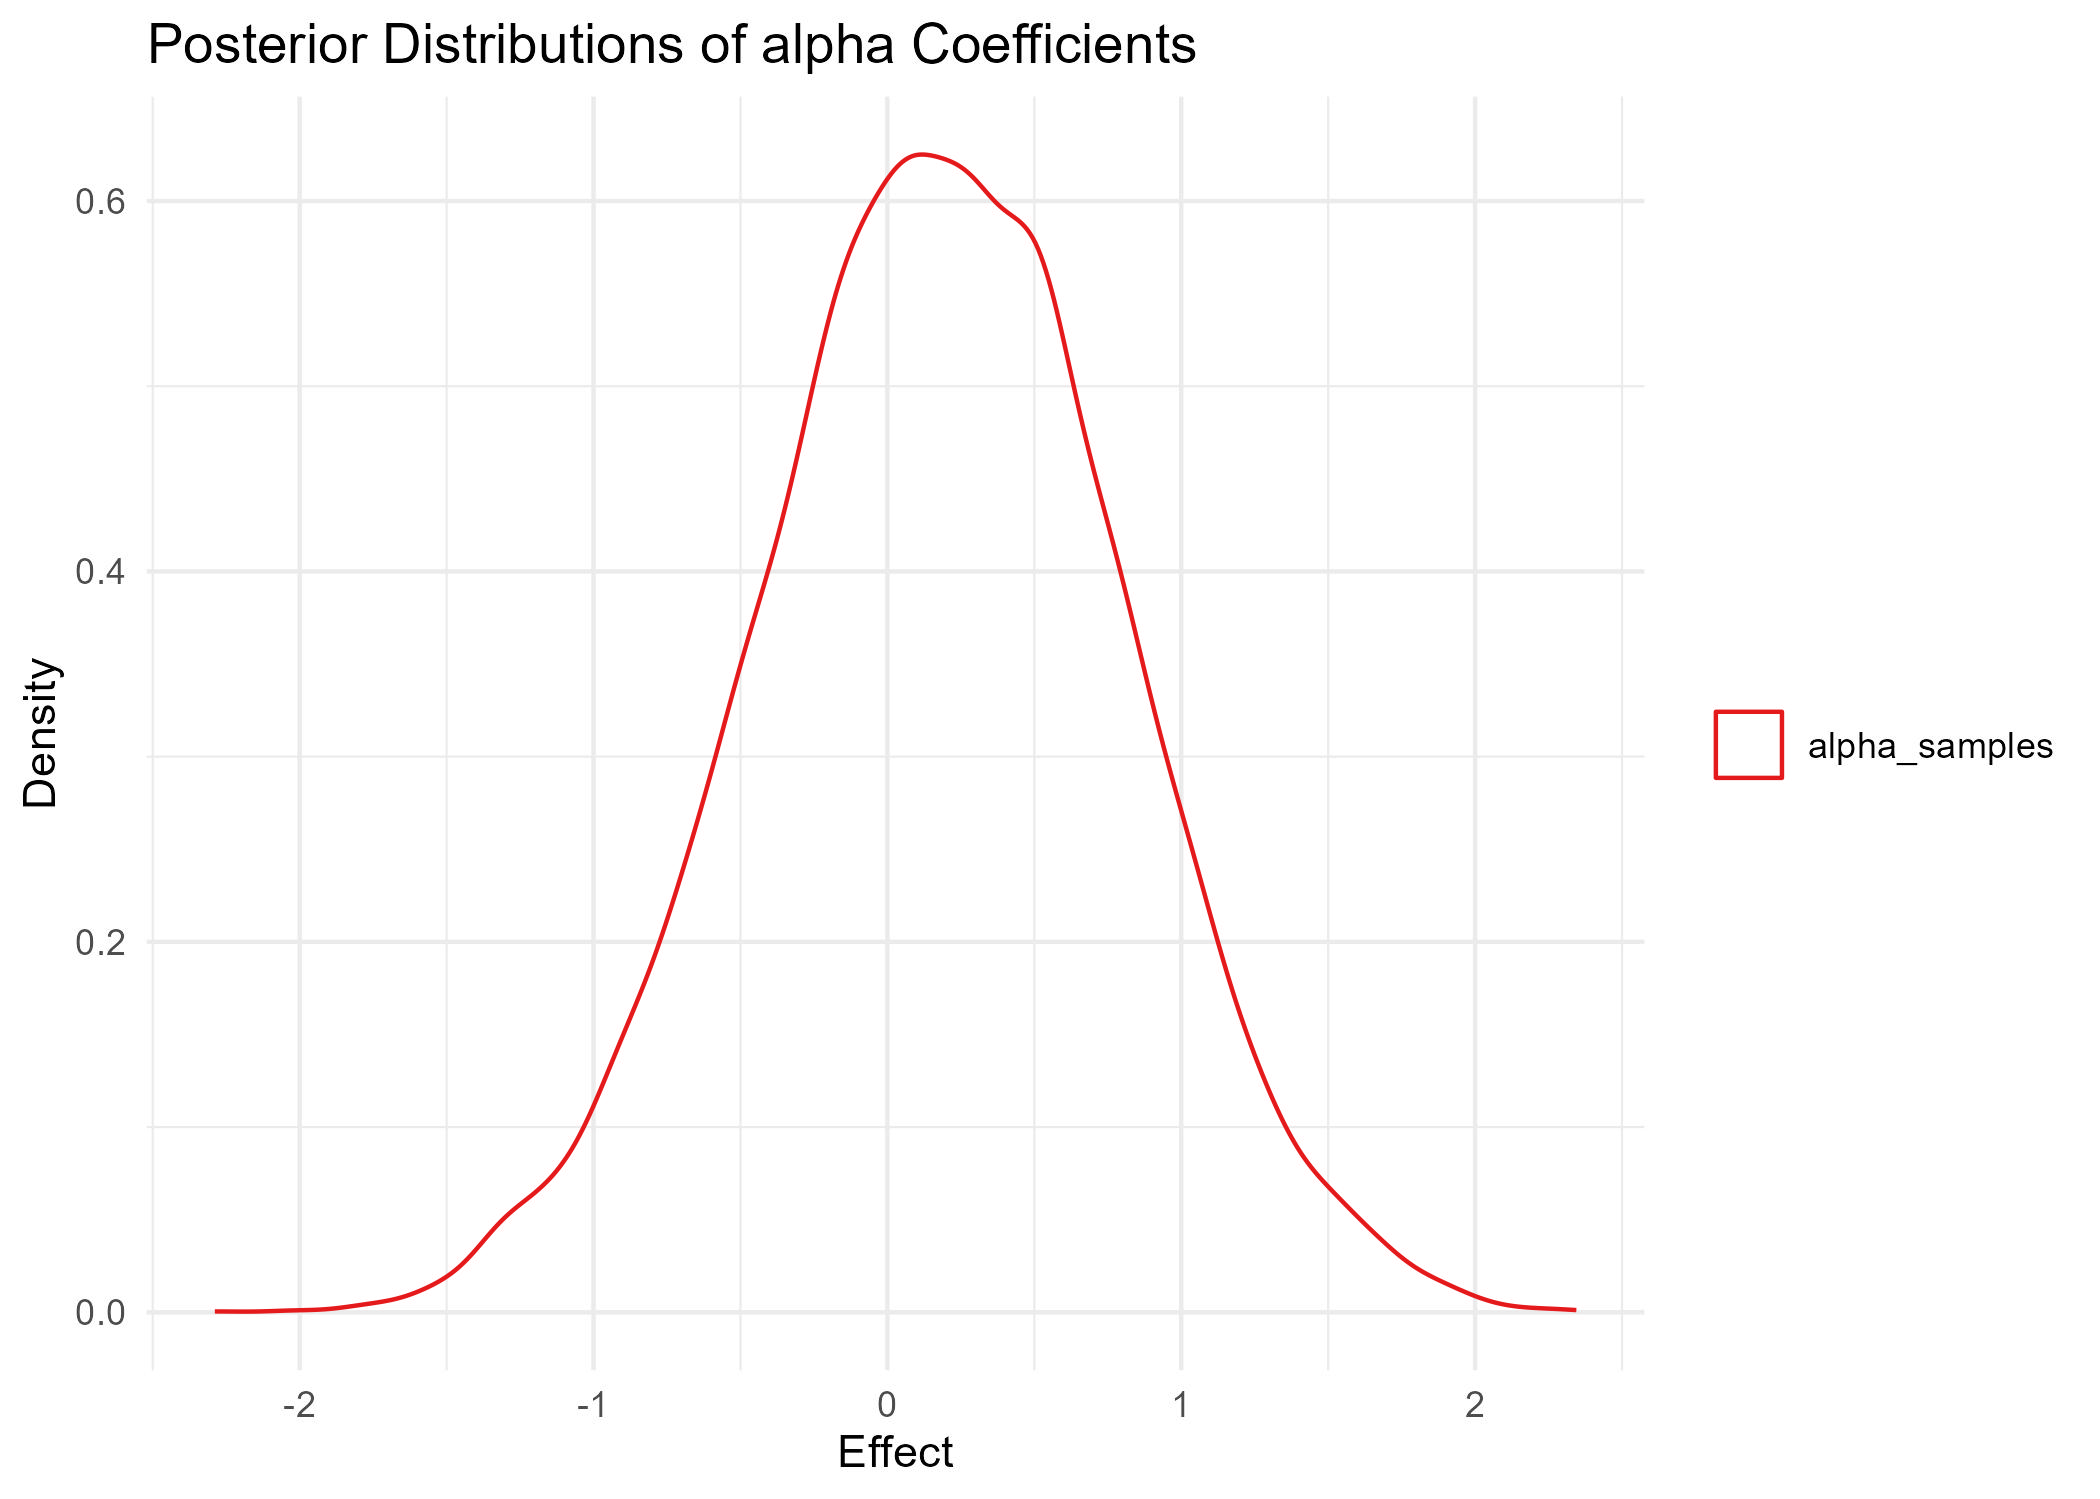 Posterior Distributions of alpha Coefficients
0.6
0.4
0.2
0.0
Density
-2
-1
0
1
2
Effect
alpha_samples